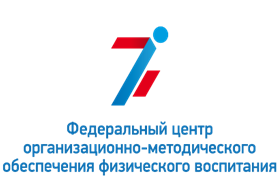 Федеральный центр
организационно-методического
обеспечения физического воспитания